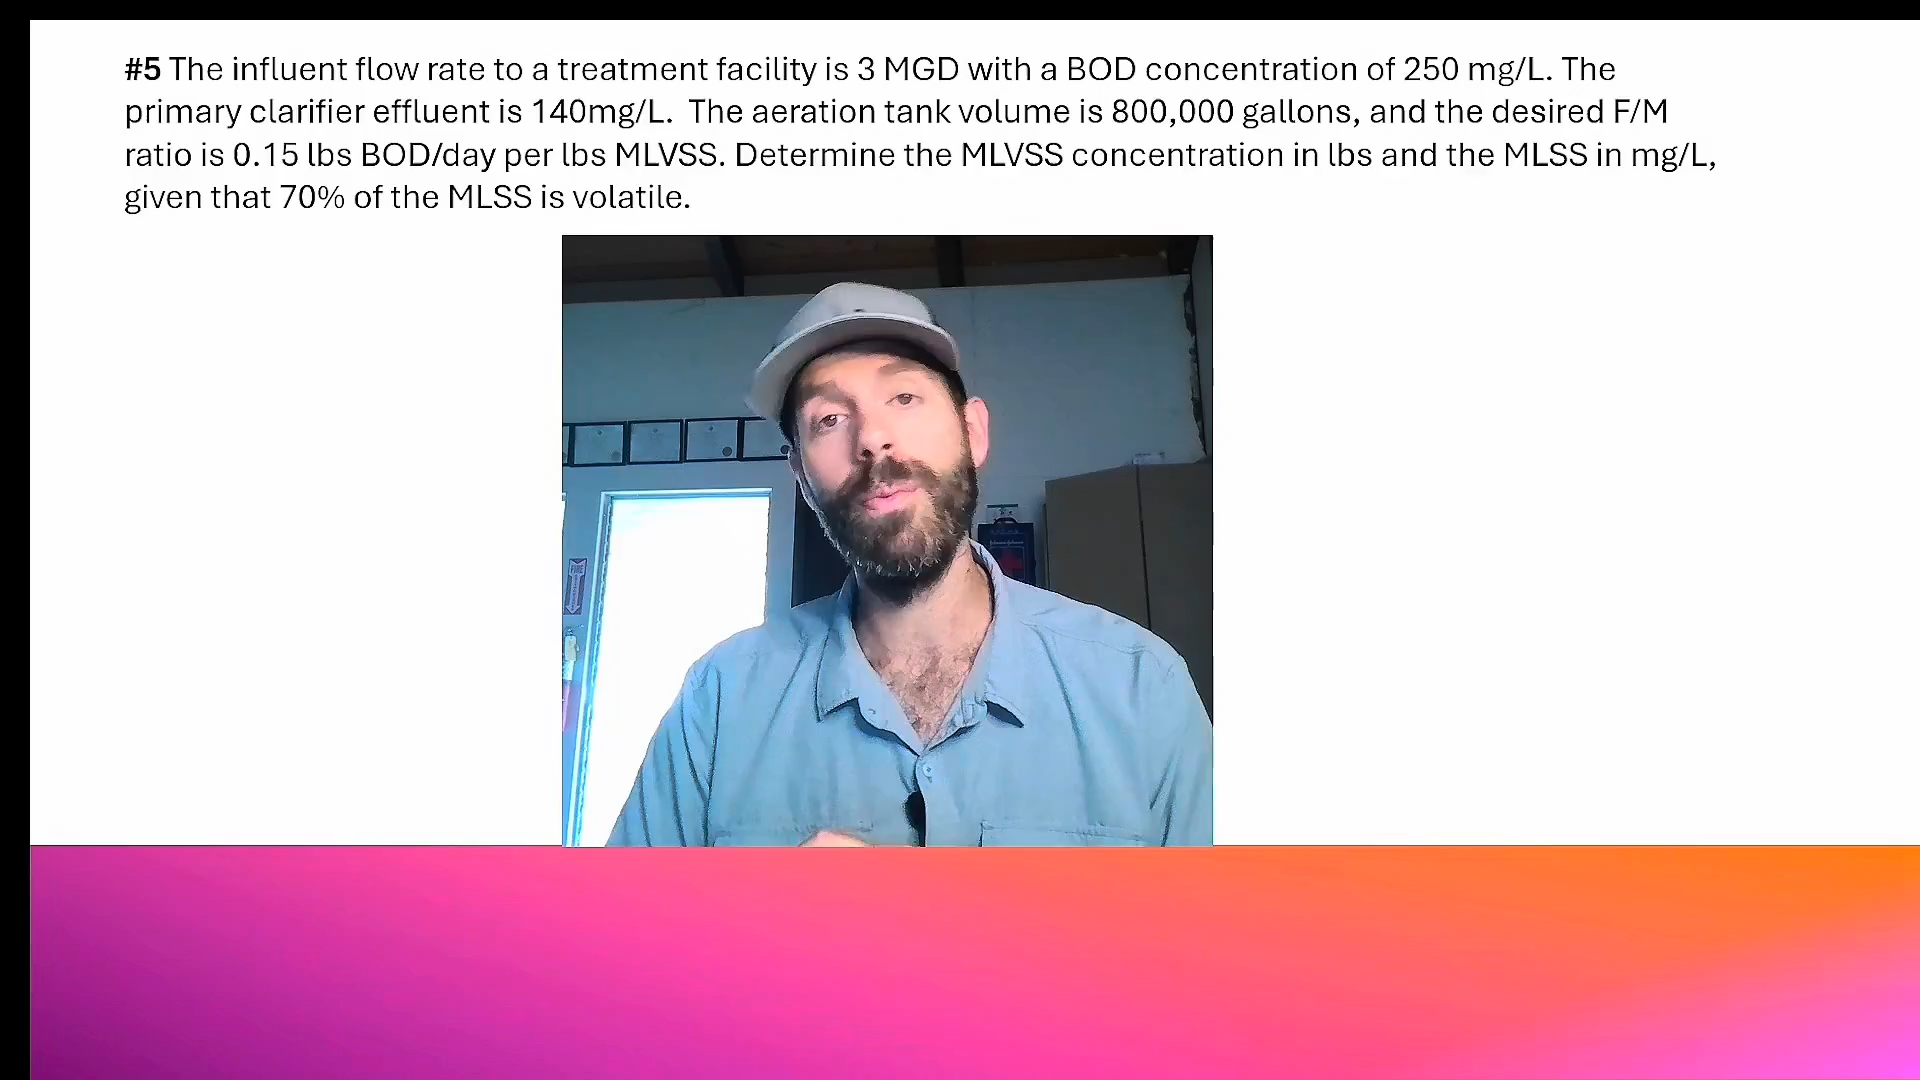 #5 The influent flow rate to a treatment facility is 3 MGD with a BOD concentration of 250 mg/L. The
primary clarifier effluent is 140mg/L.  The aeration tank volume is 800,000 gallons, and the desired F/M
ratio is 0.15 lbs BOD/day per lbs MLVSS. Determine the MLVSS concentration in lbs and the MLSS in mg/L,
given that 70% of the MLSS is volatile.
FIRE